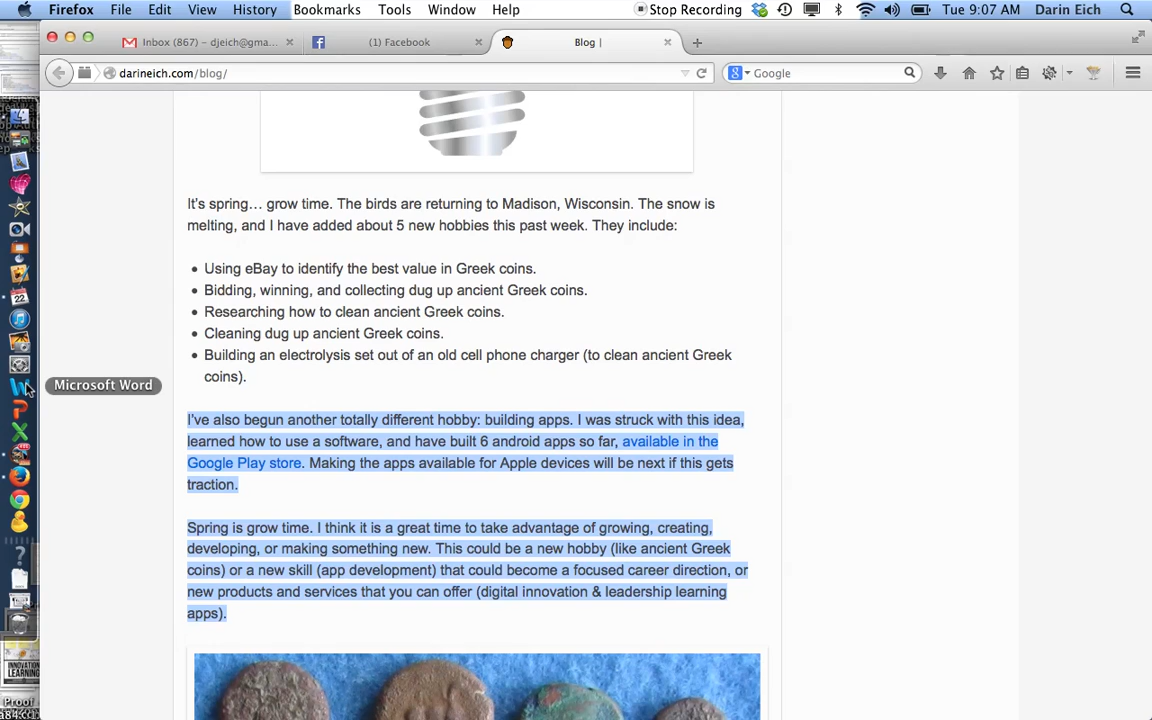 Firefox File Edit View History Bookmarks Tools Window Help Stop Recording Tue 9:07 AM Darin Eich
Inbox (867) – djeich@gma... (1) Facebook Blog |
darineich.com/blog/ Google
It's spring… grow time. The birds are returning to Madison, Wisconsin. The snow is
melting, and I have added about 5 new hobbies this past week. They include:
Using eBay to identify the best value in Greek coins.
Bidding, winning, and collecting dug up ancient Greek coins.
Researching how to clean ancient Greek coins.
Cleaning dug up ancient Greek coins.
Building an electrolysis set out of an old cell phone charger (to clean ancient Greek
coins).
Microsoft Word
I've also begun another totally different hobby: building apps. I was struck with this idea,
learned how to use a software, and have built 6 android apps so far, available in the
Google Play store. Making the apps available for Apple devices will be next if this gets
traction.
Spring is grow time. I think it is a great time to take advantage of growing, creating,
developing, or making something new. This could be a new hobby (like ancient Greek
coins) or a new skill (app development) that could become a focused career direction, or
new products and services that you can offer (digital innovation & leadership learning
apps).
22
INNOVATION
LEARNING
Proof